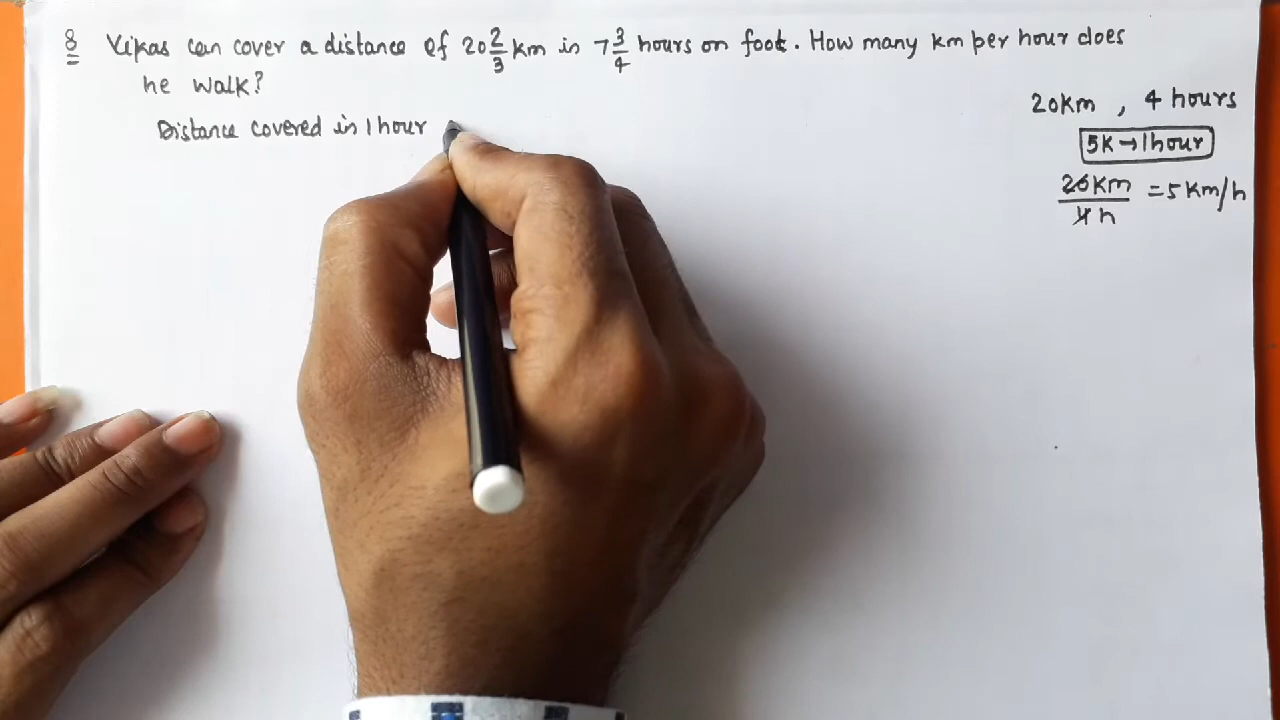 8 Vikas can cover a distance of 20 2/3 km in 7 3/4 hours on foot. How many km per hour does
he walk?
Distance covered in 1 hour
20km , 4 hours
5K→1hour
20km/4h =5km/h